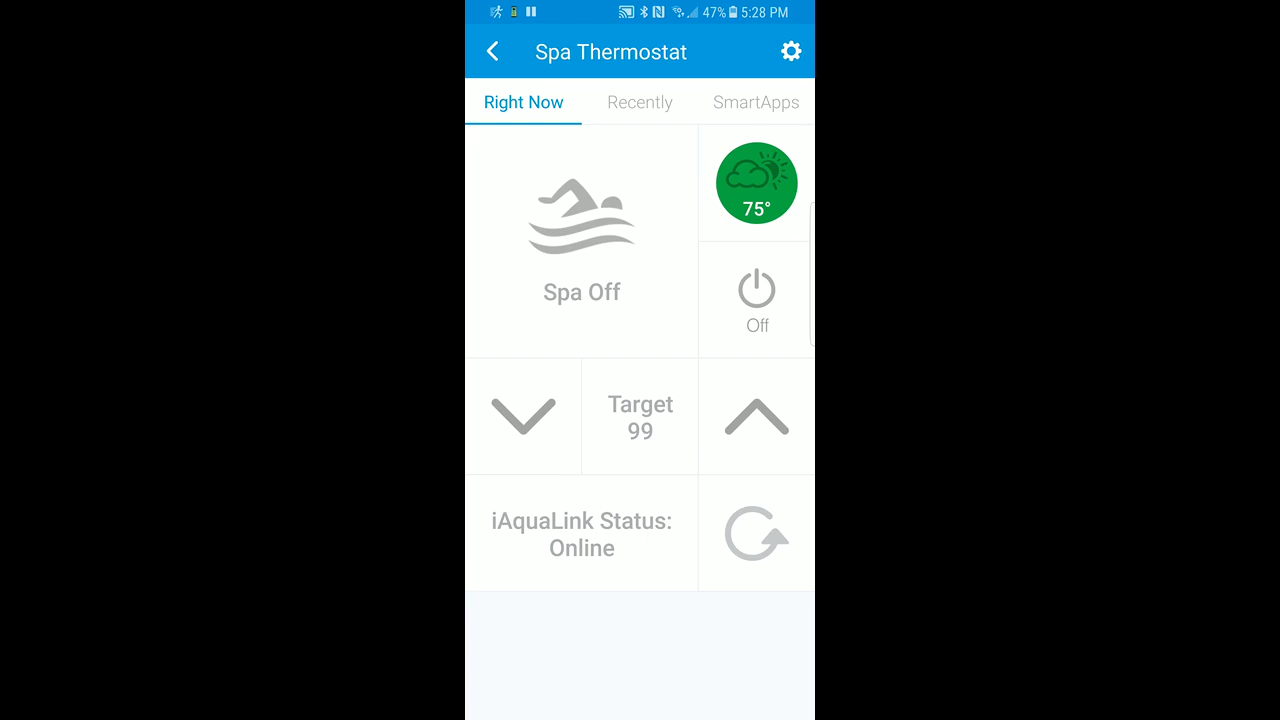 47% 5:28 PM
Spa Thermostat
Right Now Recently SmartApps
75°
Spa Off
Off
Target
99
iAquaLink Status:
Online